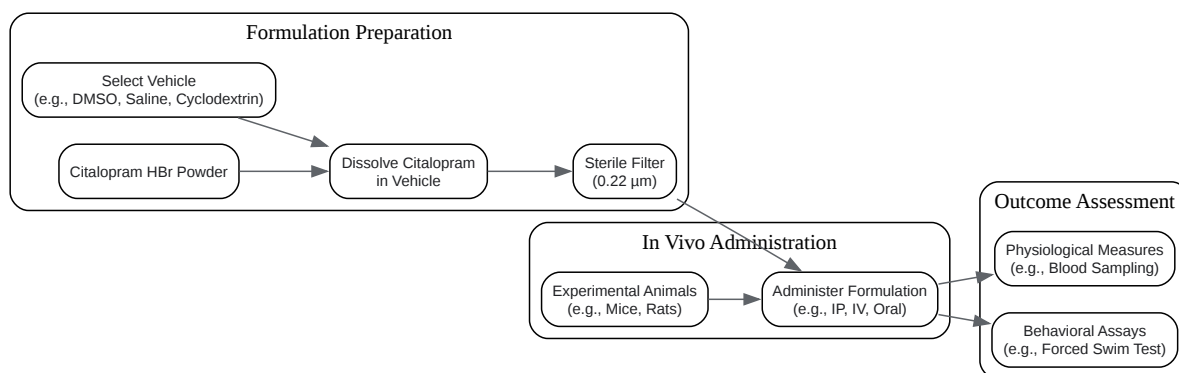 Formulation Preparation
Select Vehicle
(e.g., DMSO, Saline, Cyclodextrin)
Citalopram HBr Powder
Dissolve Citalopram
in Vehicle
Sterile Filter
(0.22 µm)
In Vivo Administration
Experimental Animals
(e.g., Mice, Rats)
Administer Formulation
(e.g., IP, IV, Oral)
Outcome Assessment
Physiological Measures
(e.g., Blood Sampling)
Behavioral Assays
(e.g., Forced Swim Test)